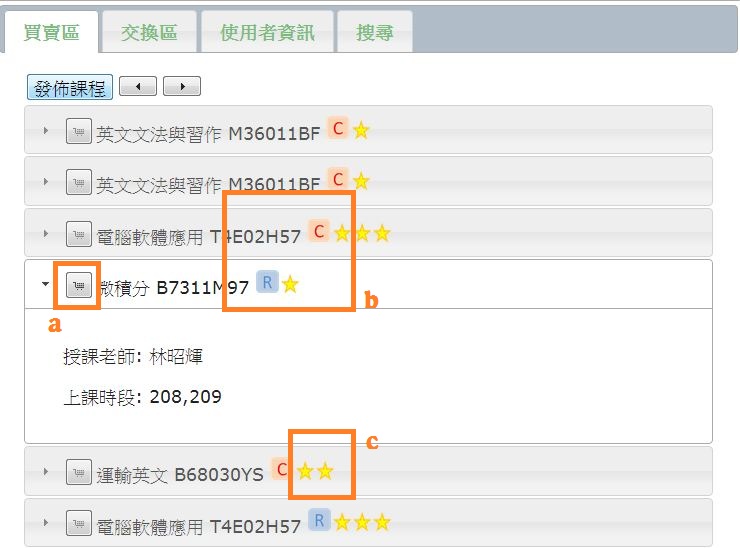 買賣區 交換區 使用者資訊 搜尋
發佈課程
英文文法與習作 M36011BF C
英文文法與習作 M36011BF C
電腦軟體應用 T4E02H57 C
微積分 B7311M97 R
a
b
授課老師: 林昭輝
上課時段: 208,209
c
運輸英文 B68030YS C
電腦軟體應用 T4E02H57 R